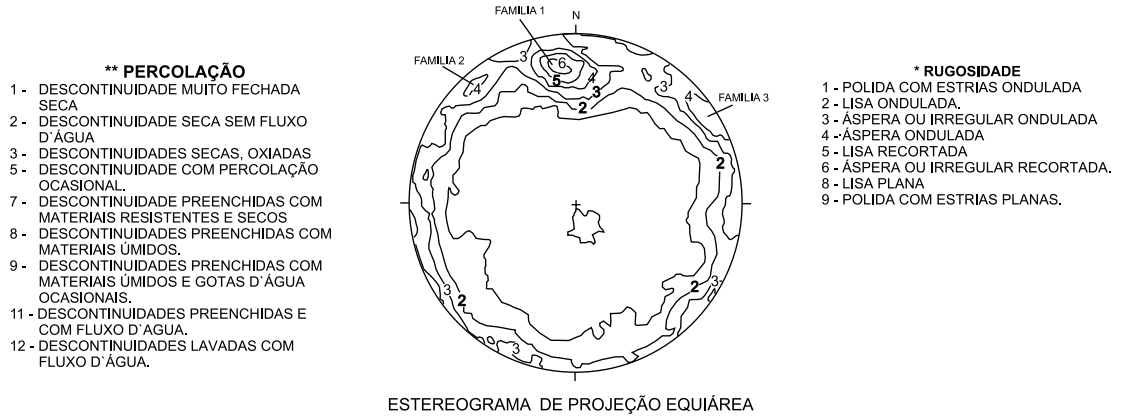 ** PERCOLAÇÃO
1 - DESCONTINUIDADE MUITO FECHADA
SECA
2 - DESCONTINUIDADE SECA SEM FLUXO
D`ÁGUA
3 - DESCONTINUIDADES SECAS, OXIADAS
5 - DESCONTINUIDADE COM PERCOLAÇÃO
OCASIONAL.
7 - DESCONTINUIDADE PREENCHIDAS COM
MATERIAIS RESISTENTES E SECOS
8 - DESCONTINUIDADES PREENCHIDAS COM
MATERIAIS ÚMIDOS.
9 - DESCONTINUIDADES PRENCHIDAS COM
MATERIAIS ÚMIDOS E GOTAS D`ÁGUA
OCASIONAIS.
11 - DESCONTINUIDADES PREENCHIDAS E
COM FLUXO D`AGUA.
12 - DESCONTINUIDADES LAVADAS COM
FLUXO D`ÁGUA.
FAMILIA 1
N
FAMILIA 2
3
6
5
4
3
4
3
4
FAMILIA 3
2
2
2
3
3
2
3
ESTEREOGRAMA DE PROJEÇÃO EQUIÁREA
* RUGOSIDADE
1 - POLIDA COM ESTRIAS ONDULADA
2 - LISA ONDULADA.
3 - ÁSPERA OU IRREGULAR ONDULADA
4 - ÁSPERA ONDULADA
5 - LISA RECORTADA
6 - ÁSPERA OU IRREGULAR RECORTADA.
8 - LISA PLANA
9 - POLIDA COM ESTRIAS PLANAS.